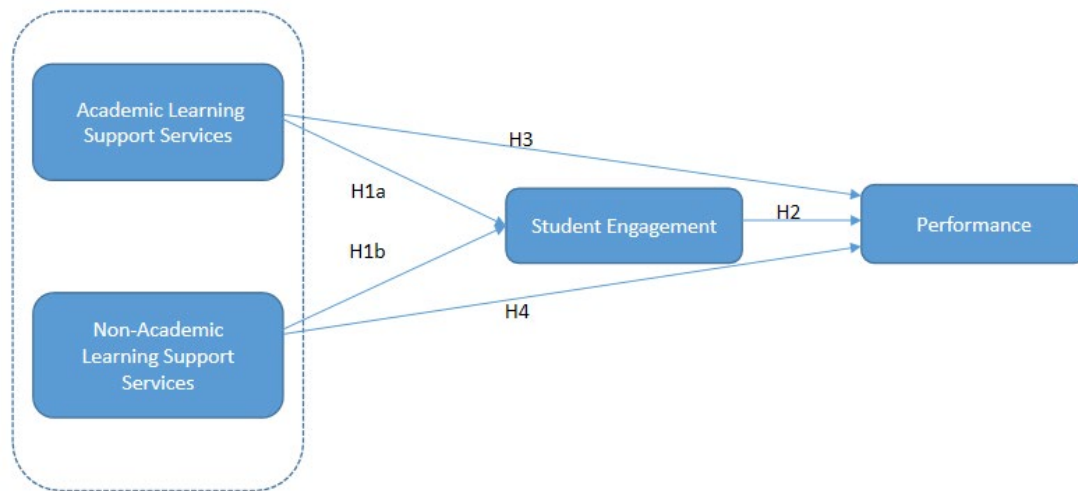 Academic Learning
Support Services
H3
H1a
Student Engagement
H2
Performance
H1b
Non-Academic
Learning Support
Services
H4